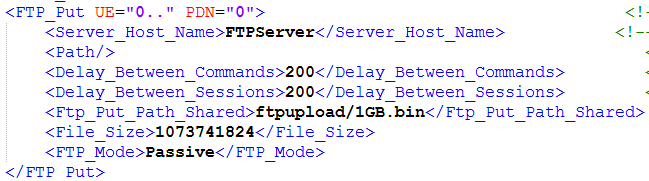 <FTP_Put UE="0.." PDN="0"> <!
<Server_Host_Name>FTPServer</Server_Host_Name> <!--
<Path/>
<Delay_Between_Commands>200</Delay_Between_Commands> <
<Delay_Between_Sessions>200</Delay_Between_Sessions> <
<Ftp_Put_Path_Shared>ftpupload/1GB.bin</Ftp_Put_Path_Shared>
<File_Size>1073741824</File_Size>
<FTP_Mode>Passive</FTP_Mode>
</FTP_Put>